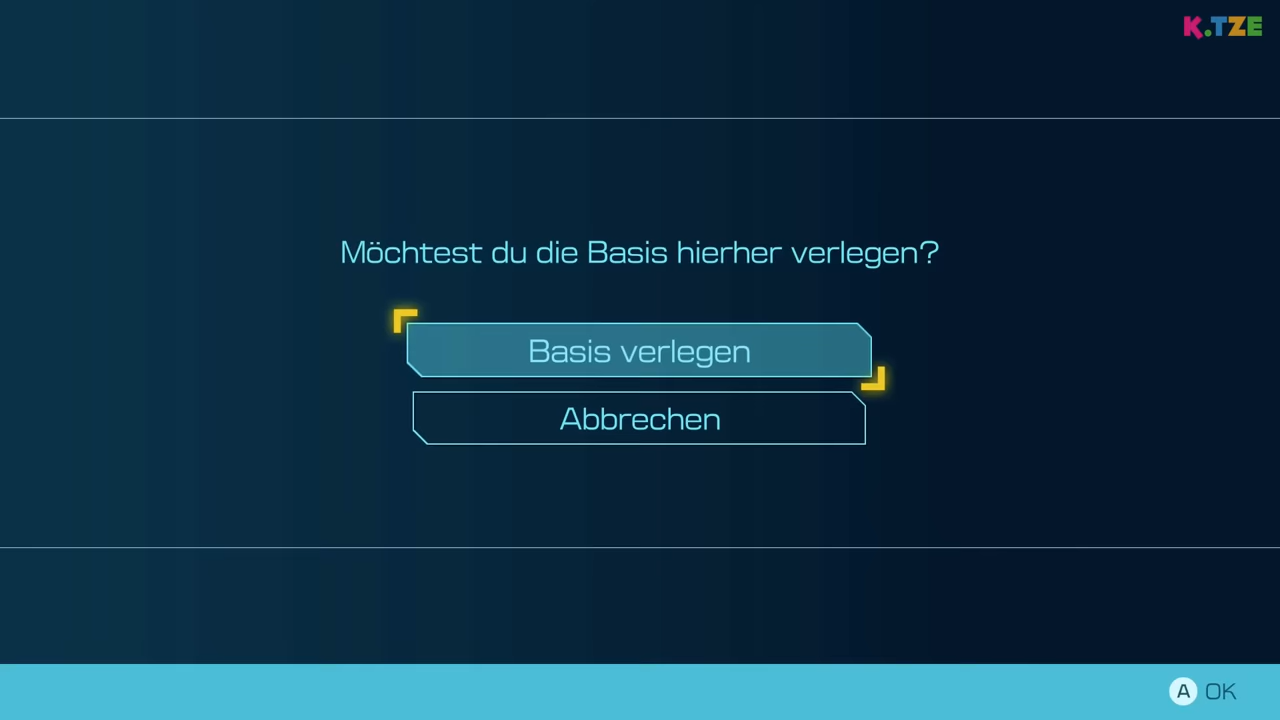 K.TZE
Möchtest du die Basis hierher verlegen?
Basis verlegen
Abbrechen
A OK